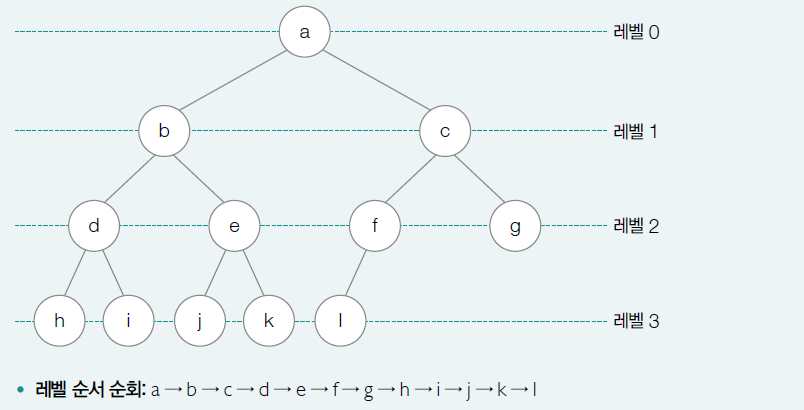 a 레벨 0
b c 레벨 1
d e f g 레벨 2
h i j k l 레벨 3
• 레벨 순서 순회: a → b → c → d → e → f → g → h → i → j → k → l